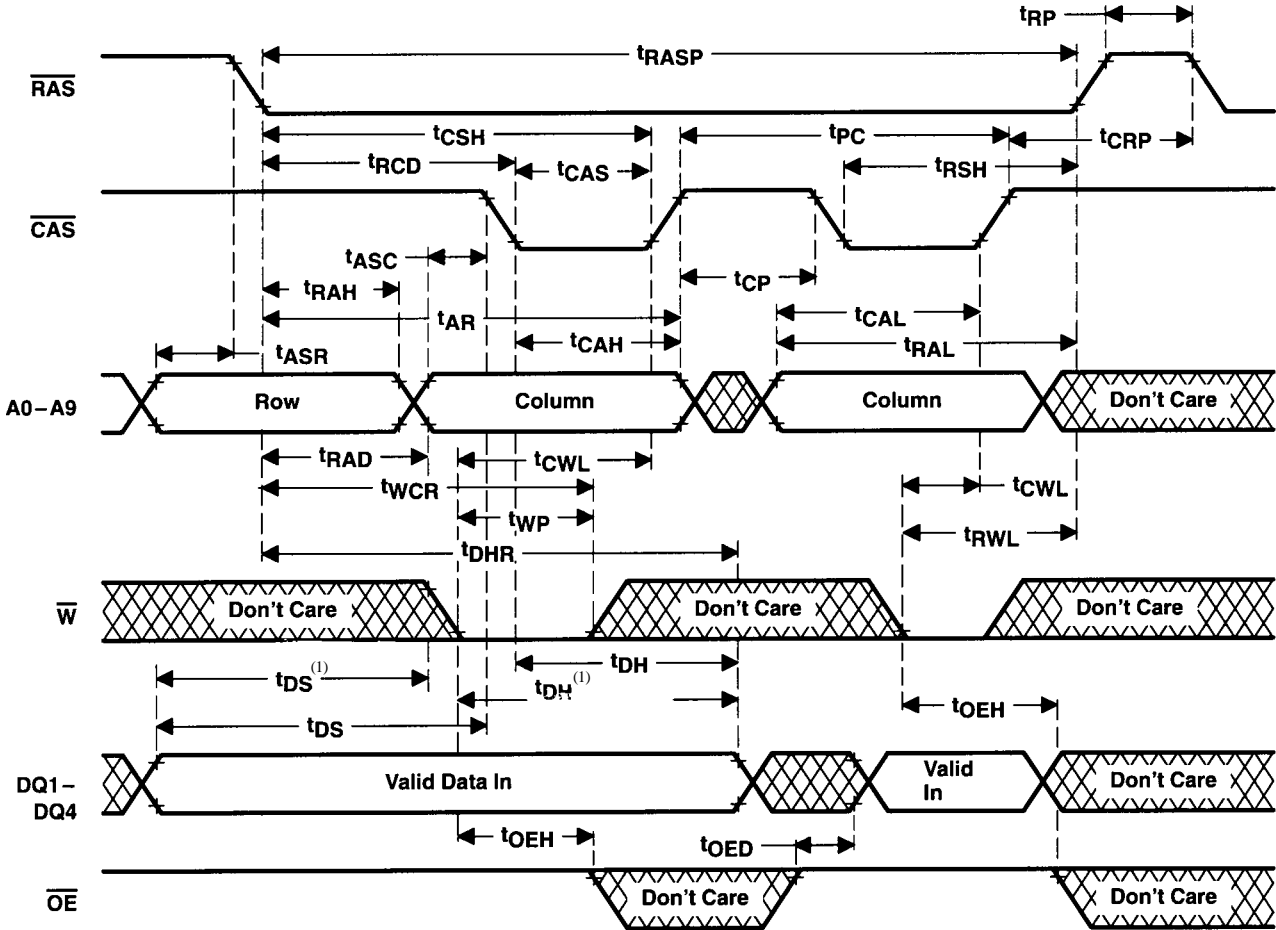 tRP
tRASP
RAS
tCSH
tPC
tCRP
tRCD
tCAS
tRSH
CAS
tASC
tCP
tRAH
tAR
tCAL
tCAH
tRAL
tASR
A0–A9
Row
Column
Column
Don't Care
tRAD
tCWL
tWCR
tCWL
tWP
tRWL
tDHR
W
Don't Care
Don't Care
Don't Care
tDH
tDS(1)
tDH(1)
tOEH
tDS
DQ1–
DQ4
Valid Data In
Valid
In
Don't Care
tOEH
tOED
OE
Don't Care
Don't Care